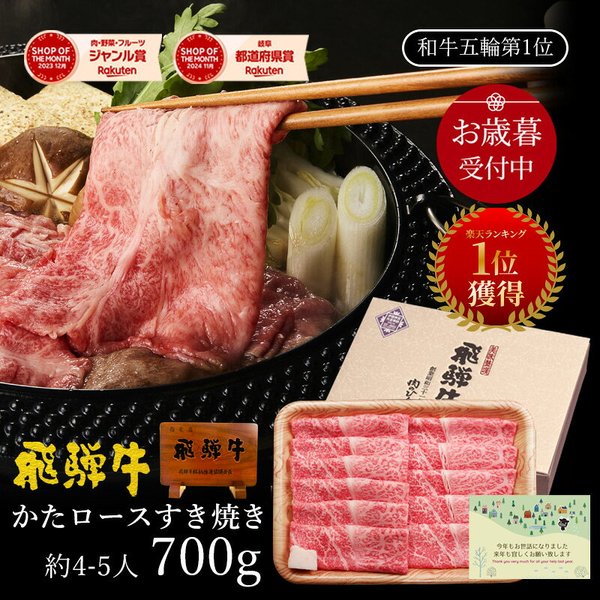 SHOP OF THE MONTH
2023 12月
肉・野菜・フルーツ
ジャンル賞
Rakuten
SHOP OF THE MONTH
2024 11月
岐阜
都道府県賞
Rakuten
和牛五輪第1位
お歳暮
受付中
楽天ランキング
1位
獲得
飛騨牛
飛騨牛
飛騨牛
かたロースすき焼き
約4-5人 700g
今年もお世話になりました
来年も宜しくお願い致します
Thank you very much for all your help last year.